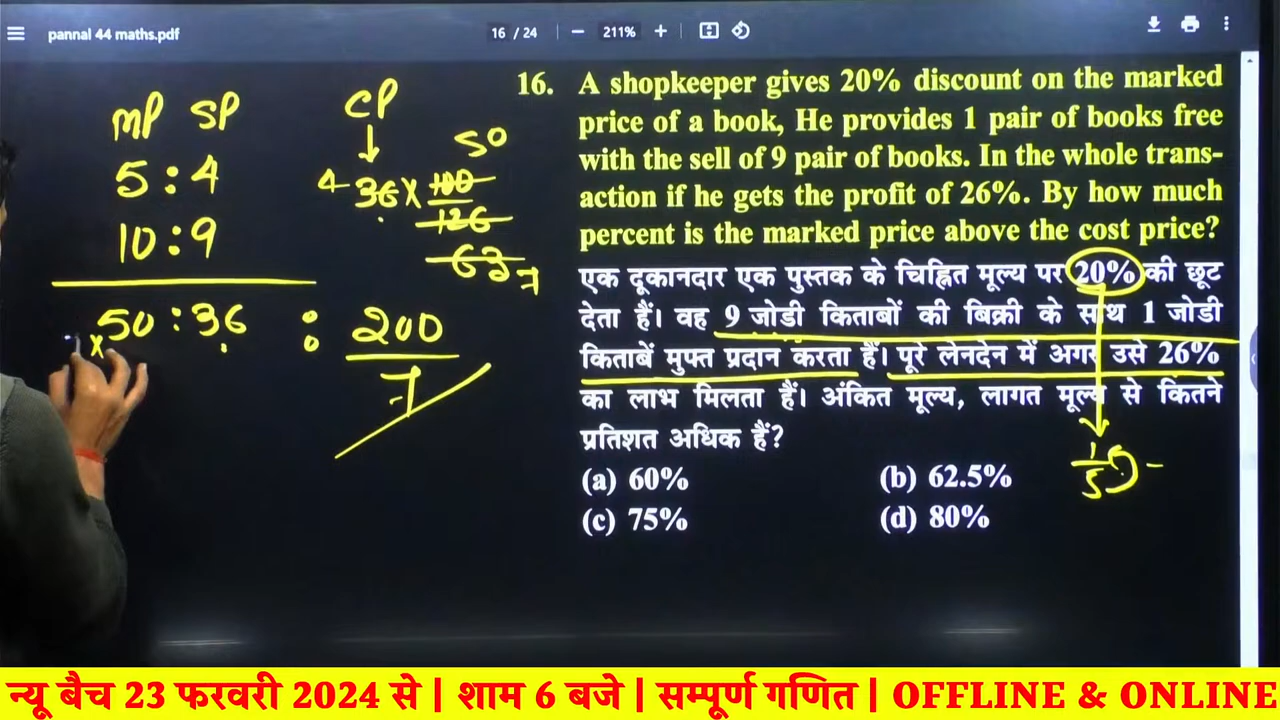 pannal 44 maths.pdf
16 / 24
211%
MP SP
5 : 4
10 : 9
50 : 36 : 200
7
x
CP
50
4 36 x 100
126
63 7
16. A shopkeeper gives 20% discount on the marked
price of a book, He provides 1 pair of books free
with the sell of 9 pair of books. In the whole trans-
action if he gets the profit of 26%. By how much
percent is the marked price above the cost price?
एक दूकानदार एक पुस्तक के चिह्नित मूल्य पर 20% की छूट
देता हैं। वह 9 जोडी किताबों की बिक्री के साथ 1 जोडी
किताबें मुफ्त प्रदान करता हैं। पूरे लेनदेन में अगर उसे 26%
का लाभ मिलता हैं। अंकित मूल्य, लागत मूल्य से कितने
प्रतिशत अधिक हैं?
(a) 60% (b) 62.5%
(c) 75% (d) 80%
1
5
न्यू बैच 23 फरवरी 2024 से | शाम 6 बजे | सम्पूर्ण गणित | OFFLINE & ONLINE